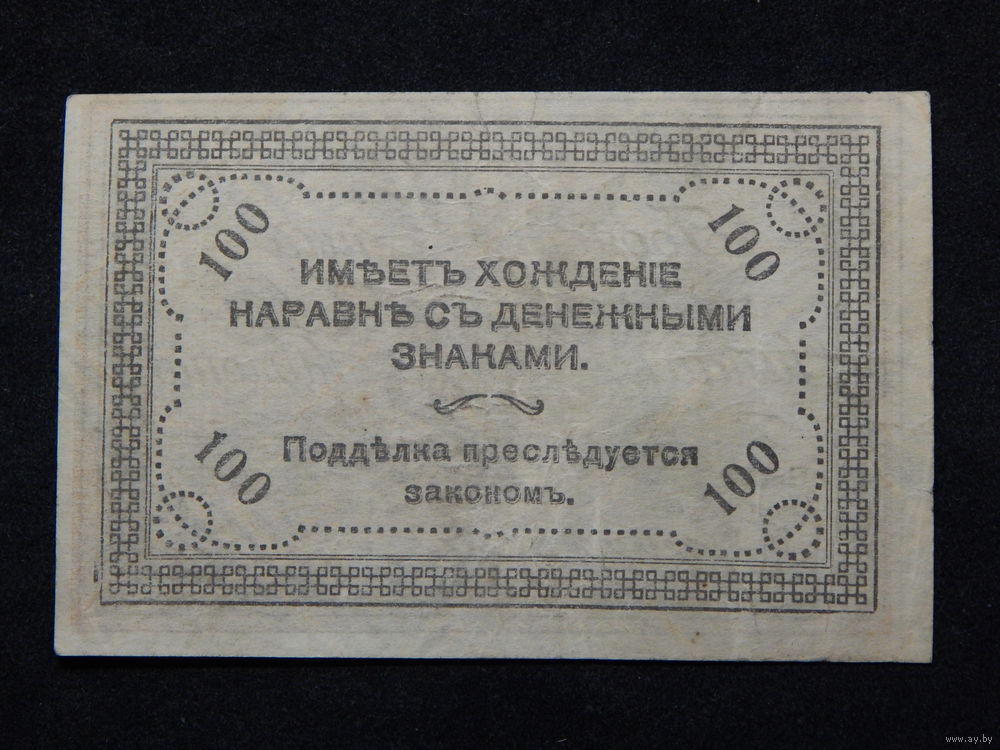 100 100
ИМѢЕТЪ ХОЖДЕНІЕ
НАРАВНѢ СЪ ДЕНЕЖНЫМИ
ЗНАКАМИ.
Поддѣлка преслѣдуется
закономъ.
100 100
www.ay.by